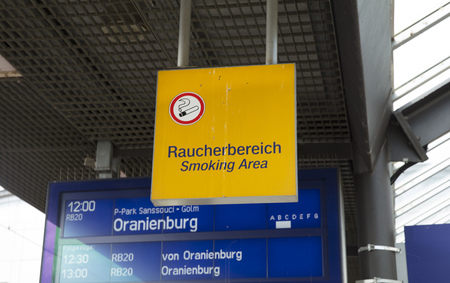 Raucherbereich
Smoking Area
12:00 P-Park Sanssouci • Golm
RB20 Oranienburg
A B C D E F G
12:30 RB20 von Oranienburg
13:00 RB20 Oranienburg